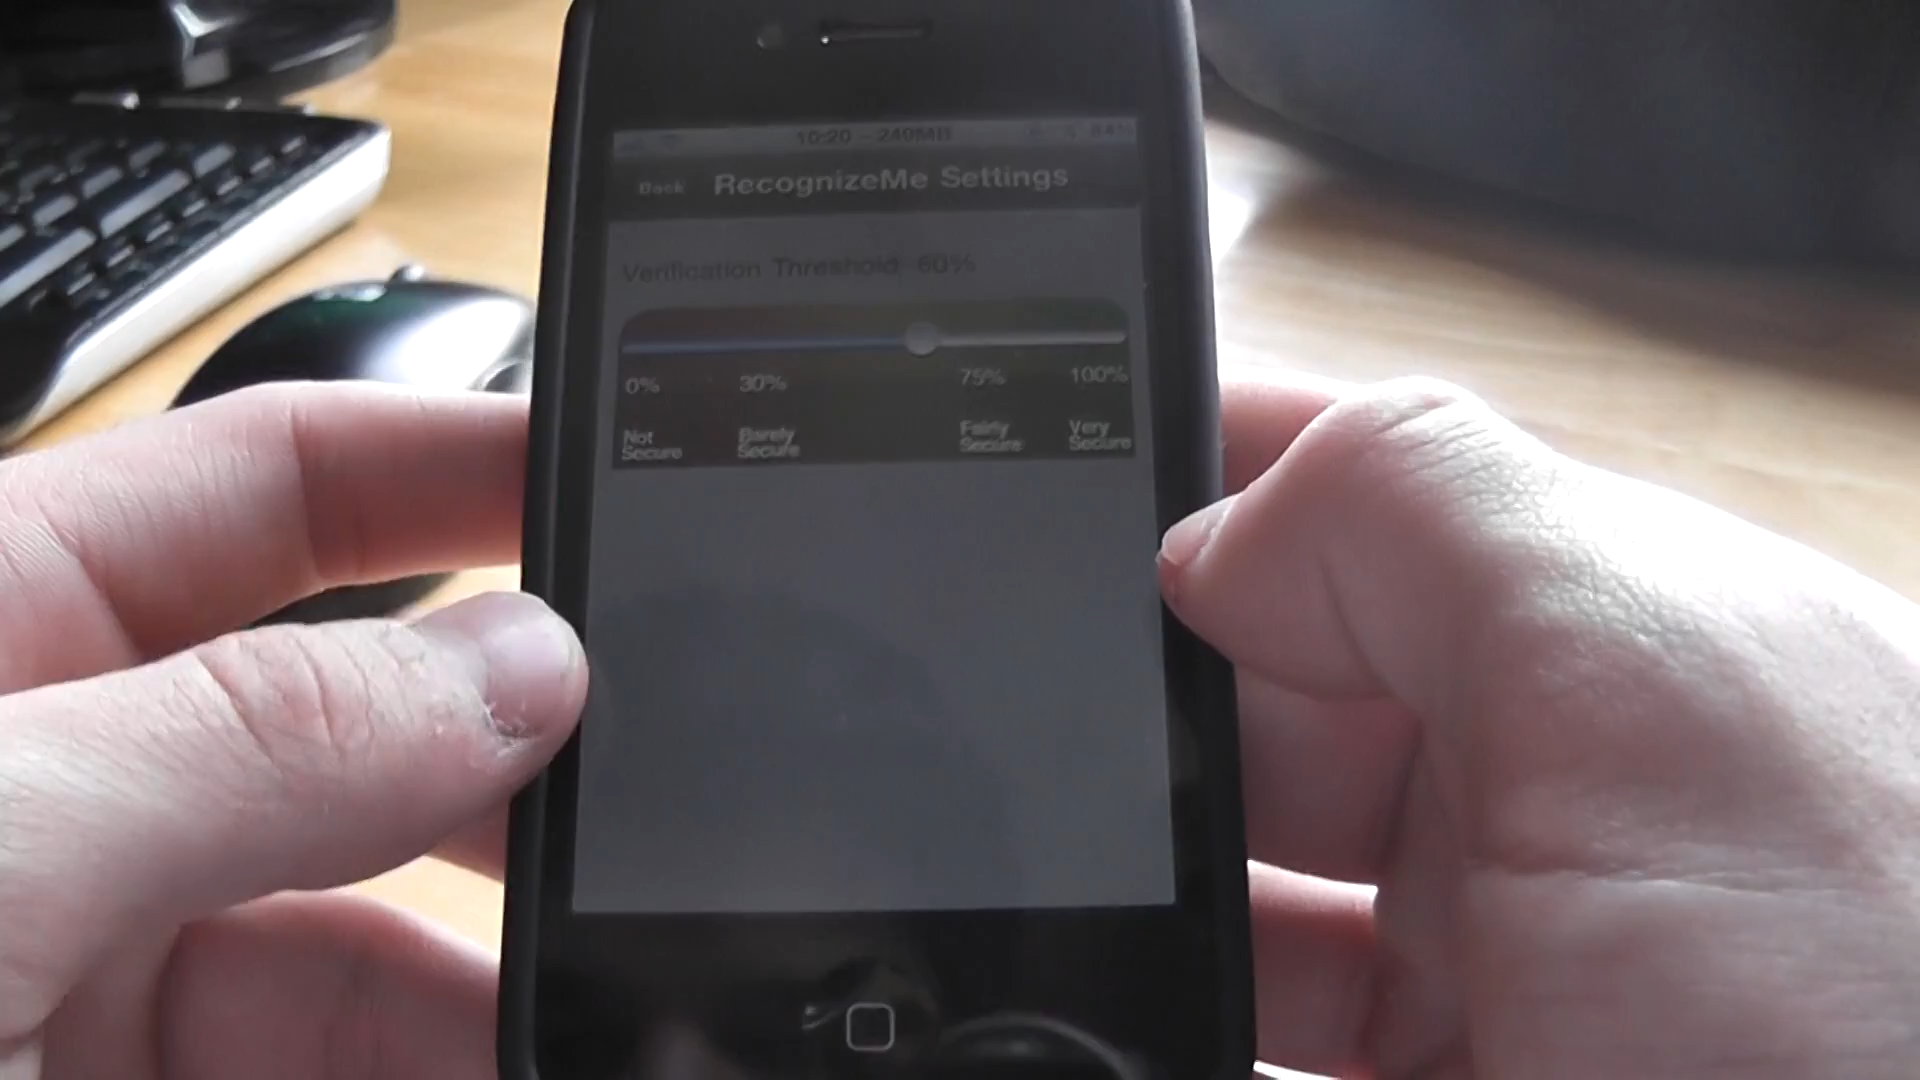 10:20 - 240MB 84%
Back RecognizeMe Settings
Verification Threshold 60%
0% 30% 75% 100%
Not Secure Barely Secure Fairly Secure Very Secure